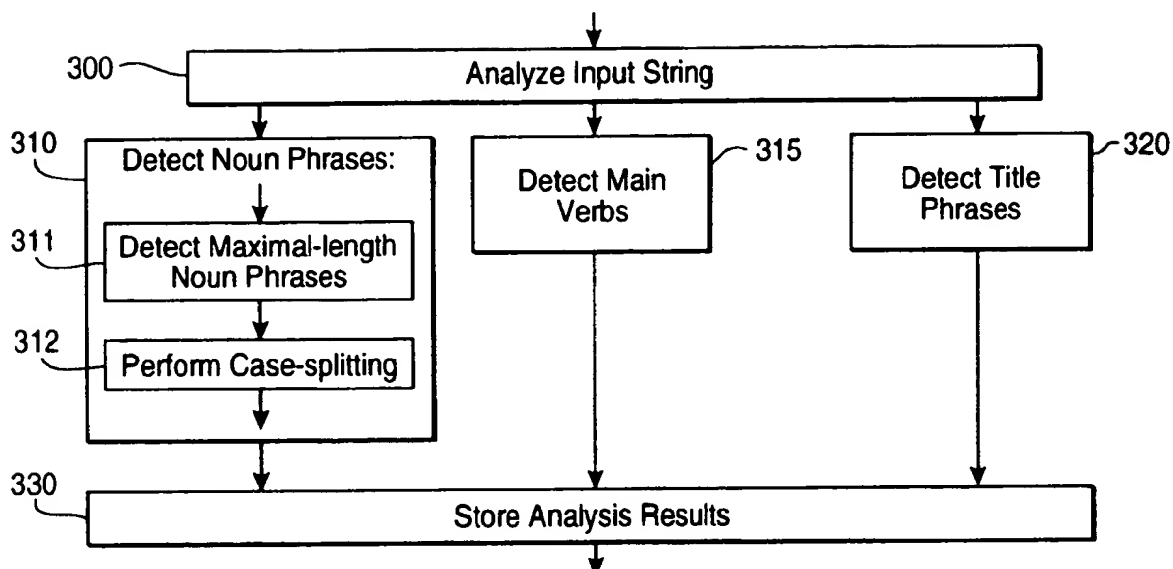 300
Analyze Input String
310
Detect Noun Phrases:
311
Detect Maximal-length
Noun Phrases
312
Perform Case-splitting
315
Detect Main
Verbs
320
Detect Title
Phrases
330
Store Analysis Results